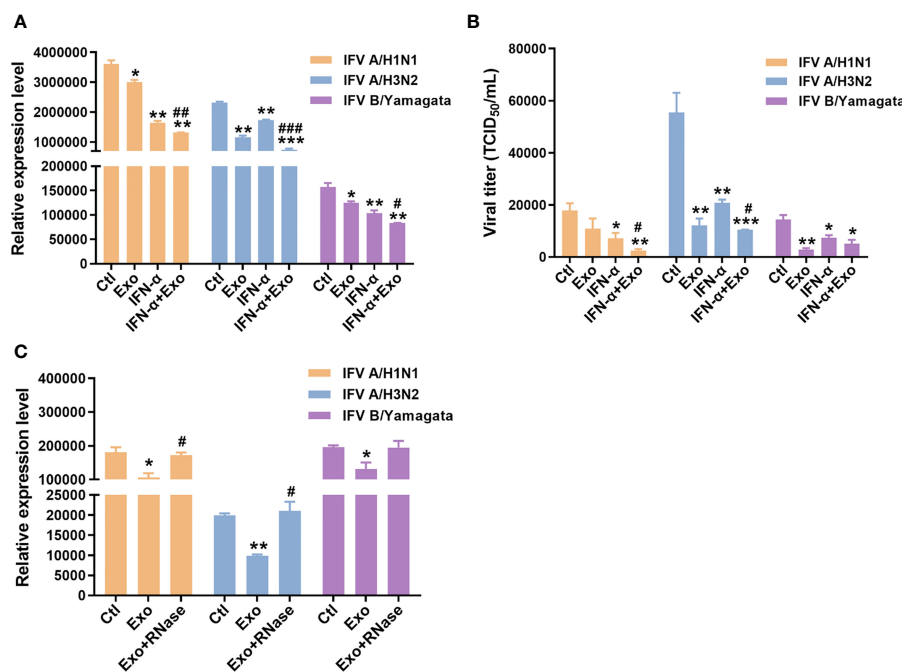 A
Relative expression level
4000000
3000000
2000000
1000000
200000
150000
100000
50000
0
IFV A/H1N1
IFV A/H3N2
IFV B/Yamagata
*
**
##
**
**
**
###
***
*
**
#
**
Ctl
Exo
IFN-α
IFN-α+Exo
Ctl
Exo
IFN-α
IFN-α+Exo
Ctl
Exo
IFN-α
IFN-α+Exo
B
Viral titer (TCID50/mL)
80000
60000
40000
20000
0
IFV A/H1N1
IFV A/H3N2
IFV B/Yamagata
*
#
**
**
**
#
***
**
*
*
Ctl
Exo
IFN-α
IFN-α+Exo
Ctl
Exo
IFN-α
IFN-α+Exo
Ctl
Exo
IFN-α
IFN-α+Exo
C
Relative expression level
400000
300000
200000
100000
25000
20000
15000
10000
5000
0
IFV A/H1N1
IFV A/H3N2
IFV B/Yamagata
*
#
**
#
*
Ctl
Exo
Exo+RNase
Ctl
Exo
Exo+RNase
Ctl
Exo
Exo+RNase